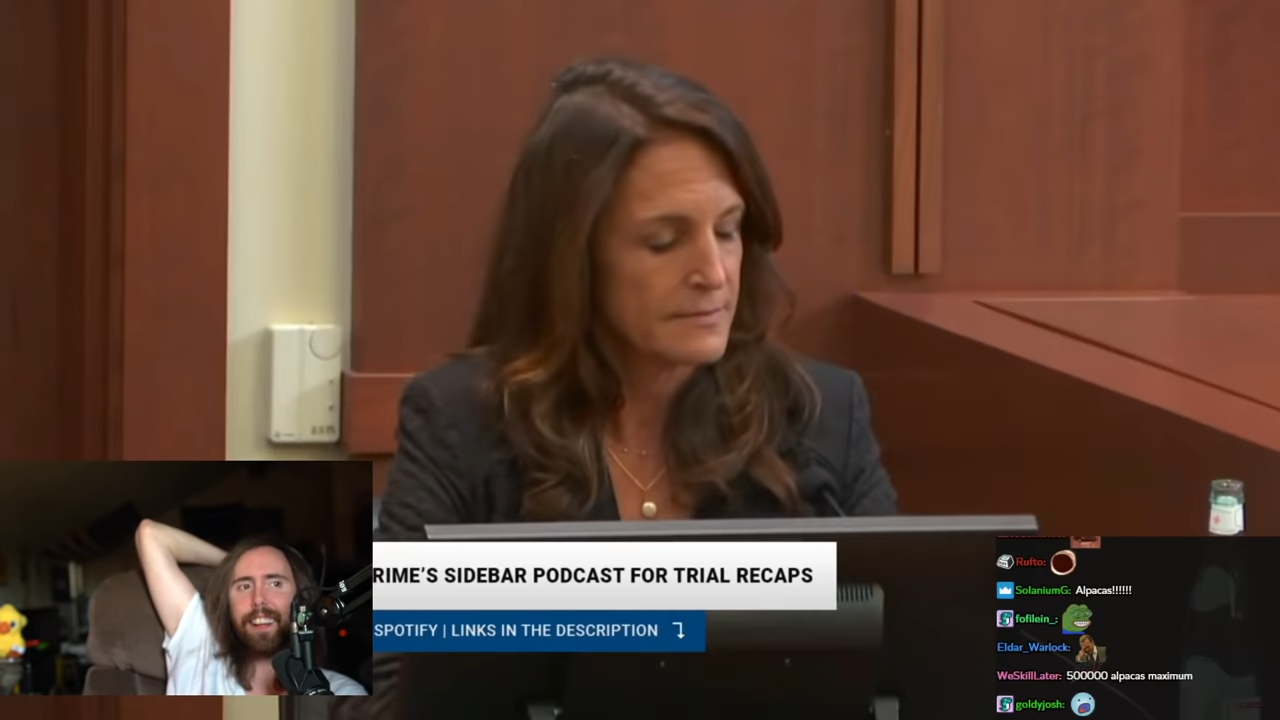 RIME'S SIDEBAR PODCAST FOR TRIAL RECAPS
SPOTIFY | LINKS IN THE DESCRIPTION
Rufto:
SolaniumG: Alpacas!!!!!!
fofilein_:
Eldar_Warlock:
WeSkillLater: 500000 alpacas maximum
goldyjosh: